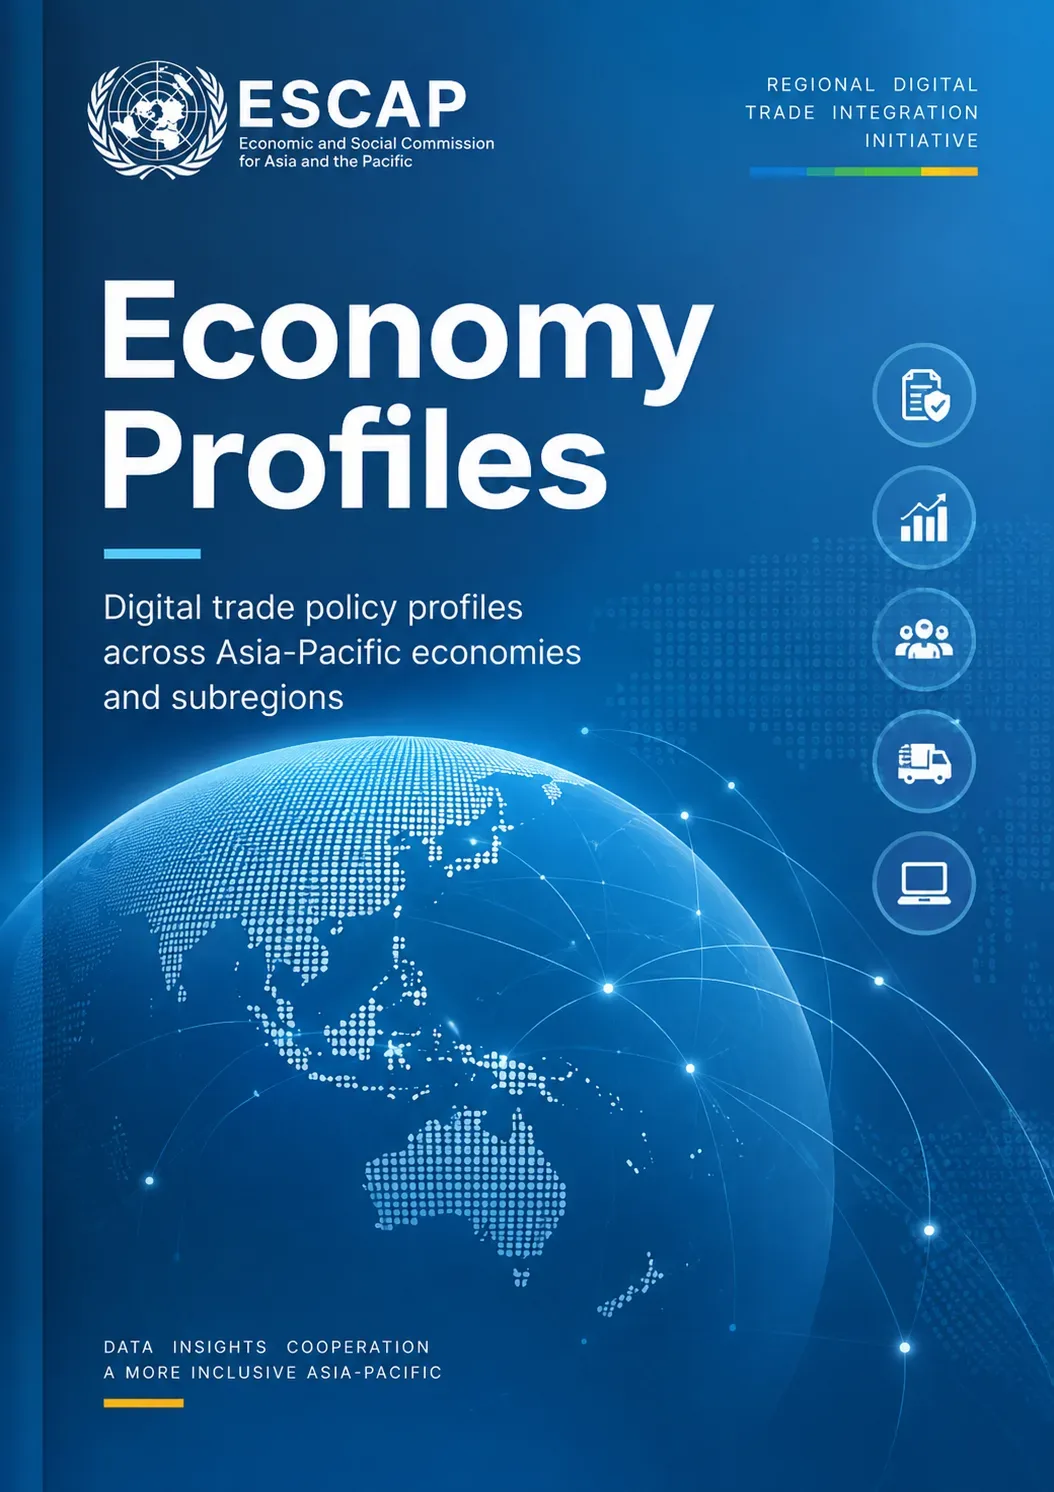 ESCAP
Economic and Social Commission
for Asia and the Pacific
REGIONAL DIGITAL
TRADE INTEGRATION
INITIATIVE
Economy
Profiles
Digital trade policy profiles
across Asia-Pacific economies
and subregions
DATA INSIGHTS COOPERATION
A MORE INCLUSIVE ASIA-PACIFIC